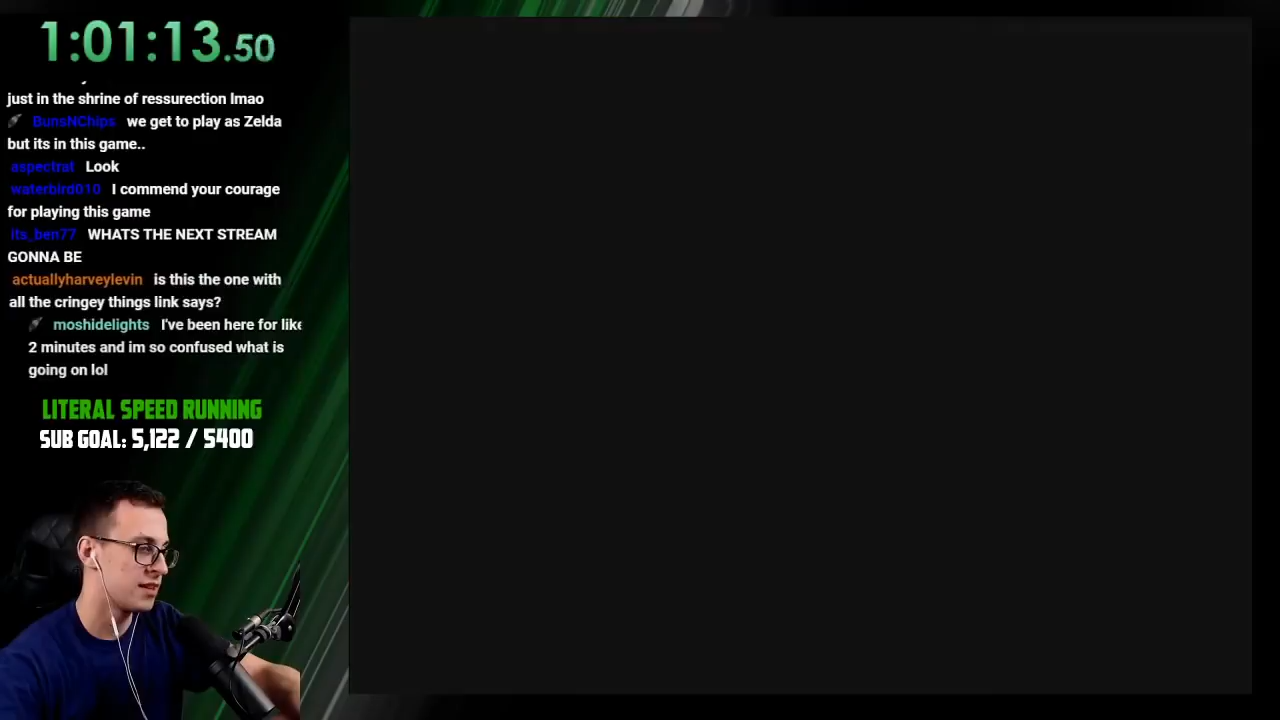 1:01:13.50
just in the shrine of ressurection lmao
BunsNChips we get to play as Zelda
but its in this game..
aspectrat Look
waterbird010 I commend your courage
for playing this game
its_ben77 WHATS THE NEXT STREAM
GONNA BE
actuallyharveylevin is this the one with
all the cringey things link says?
moshidelights I've been here for like
2 minutes and im so confused what is
going on lol
LITERAL SPEED RUNNING
SUB GOAL: 5,122 / 5400